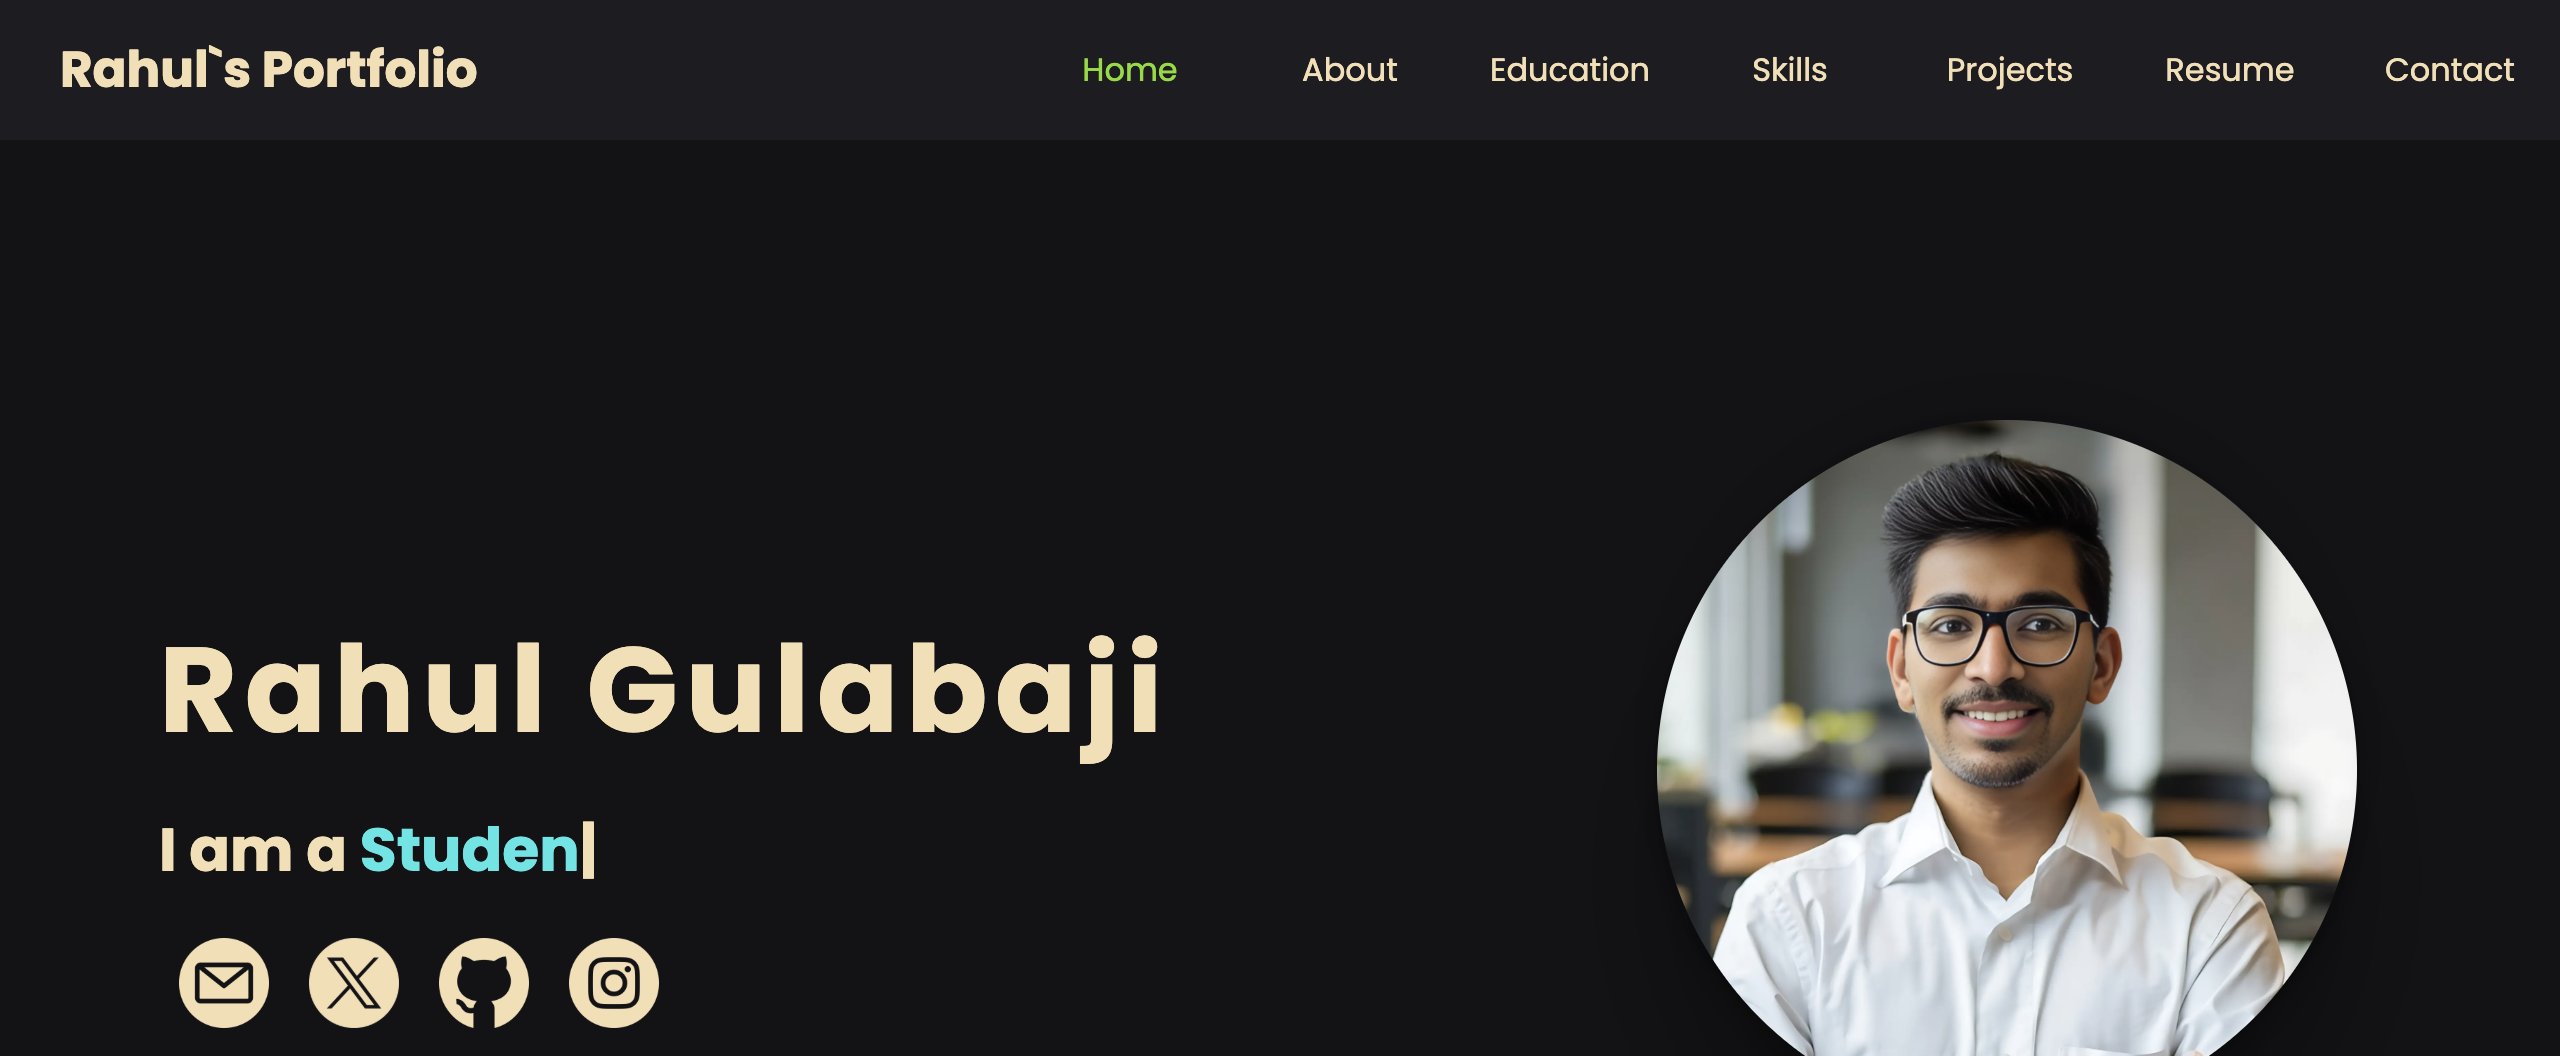 Rahul`s Portfolio
Home About Education Skills Projects Resume Contact
Rahul Gulabaji
I am a Studen|